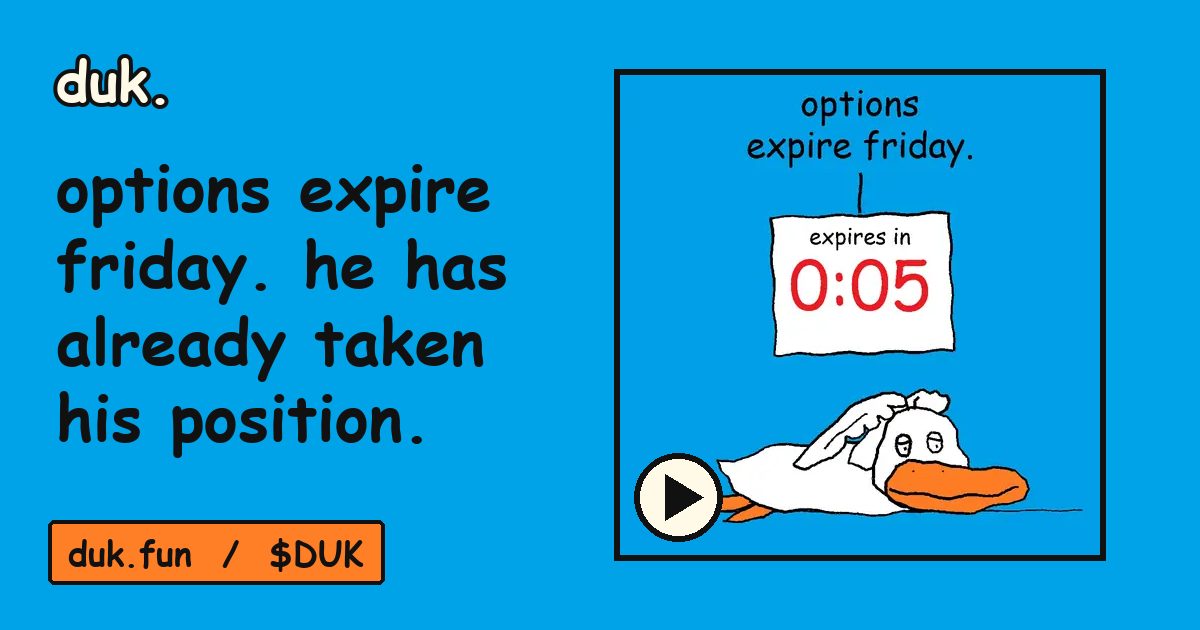 duk.
options expire
friday. he has
already taken
his position.
duk.fun / $DUK
options
expire friday.
expires in
0:05